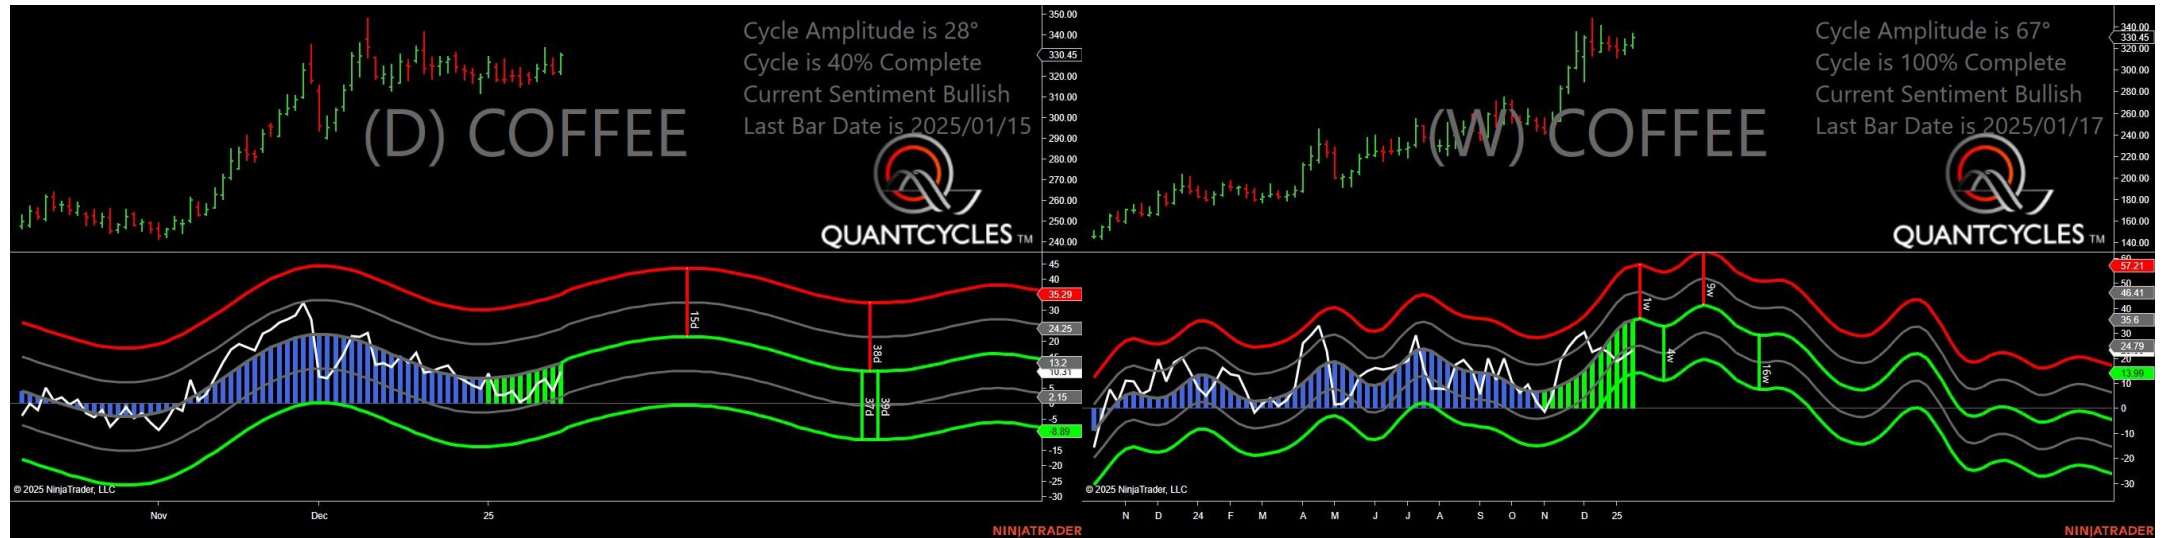 Cycle Amplitude is 28°
Cycle is 40% Complete
Current Sentiment Bullish
Last Bar Date is 2025/01/15
(D) COFFEE
QUANTCYCLES TM
350.00
340.00
330.45
320.00
310.00
300.00
290.00
280.00
270.00
260.00
250.00
240.00
45
40
35.29
30
24.25
20
15
13.2
10.31
5
2.15
-5
-8.89
-15
-20
-25
-30
15d
38d
37d
39d
© 2025 NinjaTrader, LLC
Nov
Dec
25
NINJATRADER
Cycle Amplitude is 67°
Cycle is 100% Complete
Current Sentiment Bullish
Last Bar Date is 2025/01/17
(W) COFFEE
QUANTCYCLES TM
340.00
330.45
320.00
300.00
280.00
260.00
240.00
220.00
200.00
180.00
160.00
140.00
60
57.21
50
46.41
40
35.6
30
24.79
20
13.99
10
0
-10
-20
-30
1w
9w
4w
16w
© 2025 NinjaTrader, LLC
N D 24 F M A M J J A S O N D 25
NINJATRADER